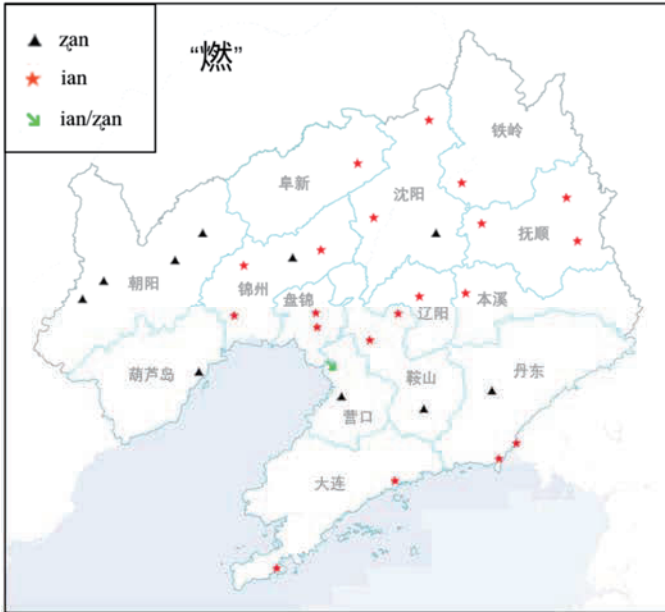 ʐan
ian
ian/ʐan
“燃”
铁岭
阜新
沈阳
抚顺
朝阳
锦州
盘锦
辽阳
本溪
葫芦岛
鞍山
丹东
营口
大连